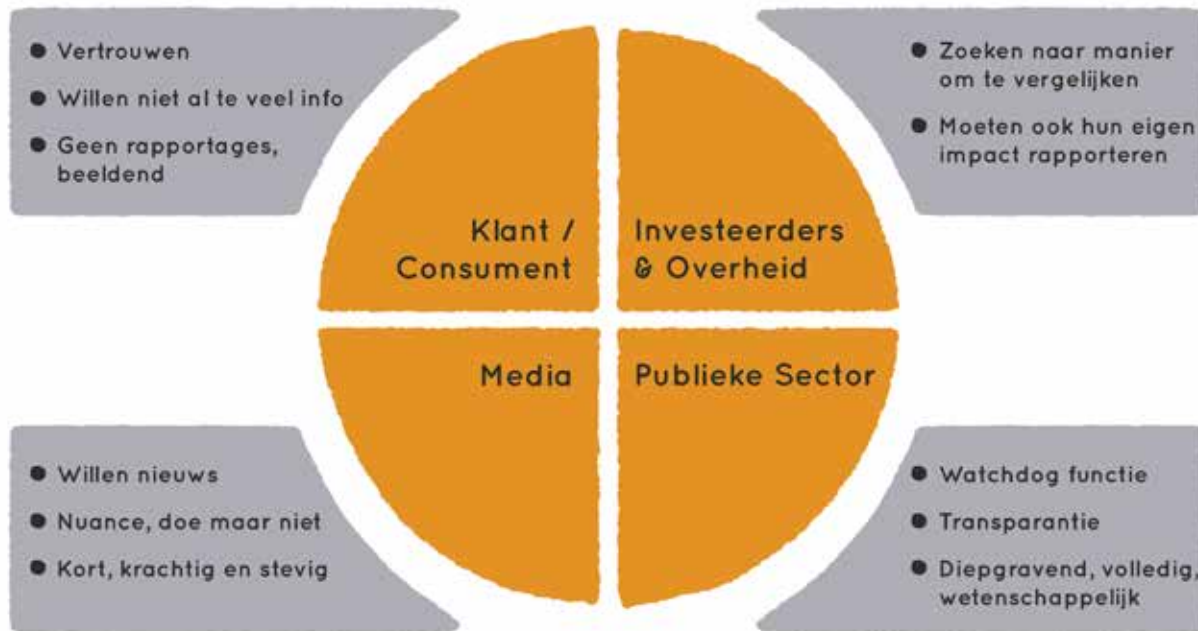 ● Vertrouwen
● Willen niet al te veel info
● Geen rapportages,
beeldend
● Zoeken naar manier
om te vergelijken
● Moeten ook hun eigen
impact rapporteren
Klant /
Consument
Investeerders
& Overheid
Media
Publieke Sector
● Willen nieuws
● Nuance, doe maar niet
● Kort, krachtig en stevig
● Watchdog functie
● Transparantie
● Diepgravend, volledig,
wetenschappelijk